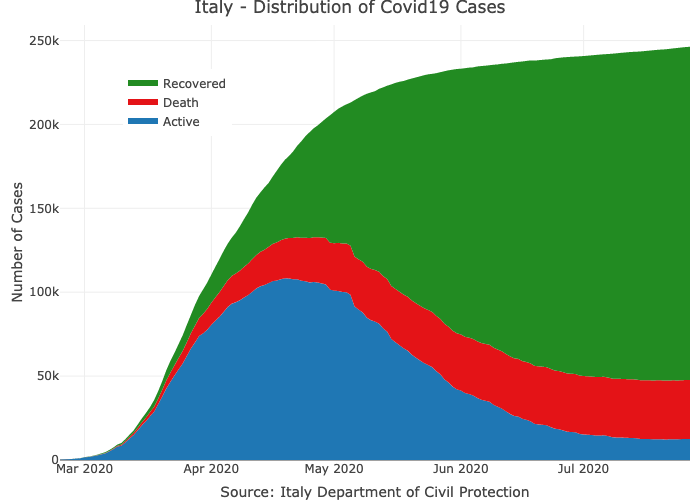 Italy - Distribution of Covid19 Cases
250k
Recovered
Death
Active
200k
150k
Number of Cases
100k
50k
0
Mar 2020
Apr 2020
May 2020
Jun 2020
Jul 2020
Source: Italy Department of Civil Protection